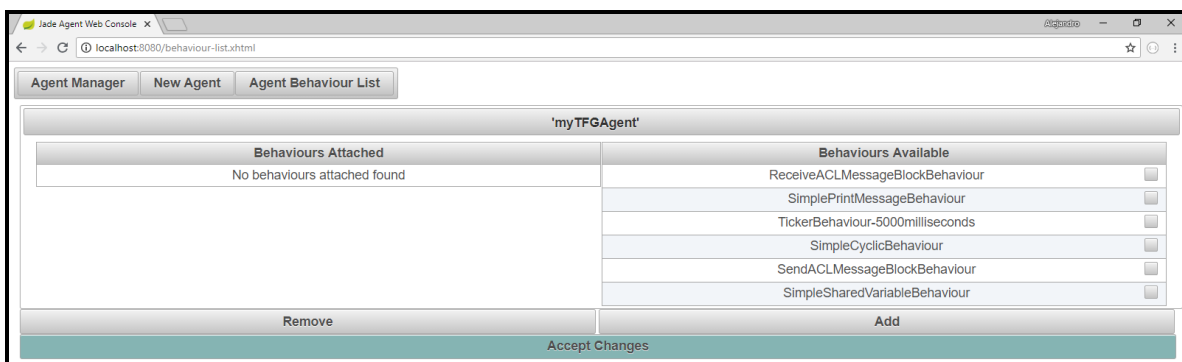 Jade Agent Web Console
Alejandro
localhost:8080/behaviour-list.xhtml
Agent Manager New Agent Agent Behaviour List
'myTFGAgent'
Behaviours Attached Behaviours Available
No behaviours attached found ReceiveACLMessageBlockBehaviour
SimplePrintMessageBehaviour
TickerBehaviour-5000milliseconds
SimpleCyclicBehaviour
SendACLMessageBlockBehaviour
SimpleSharedVariableBehaviour
Remove Add
Accept Changes